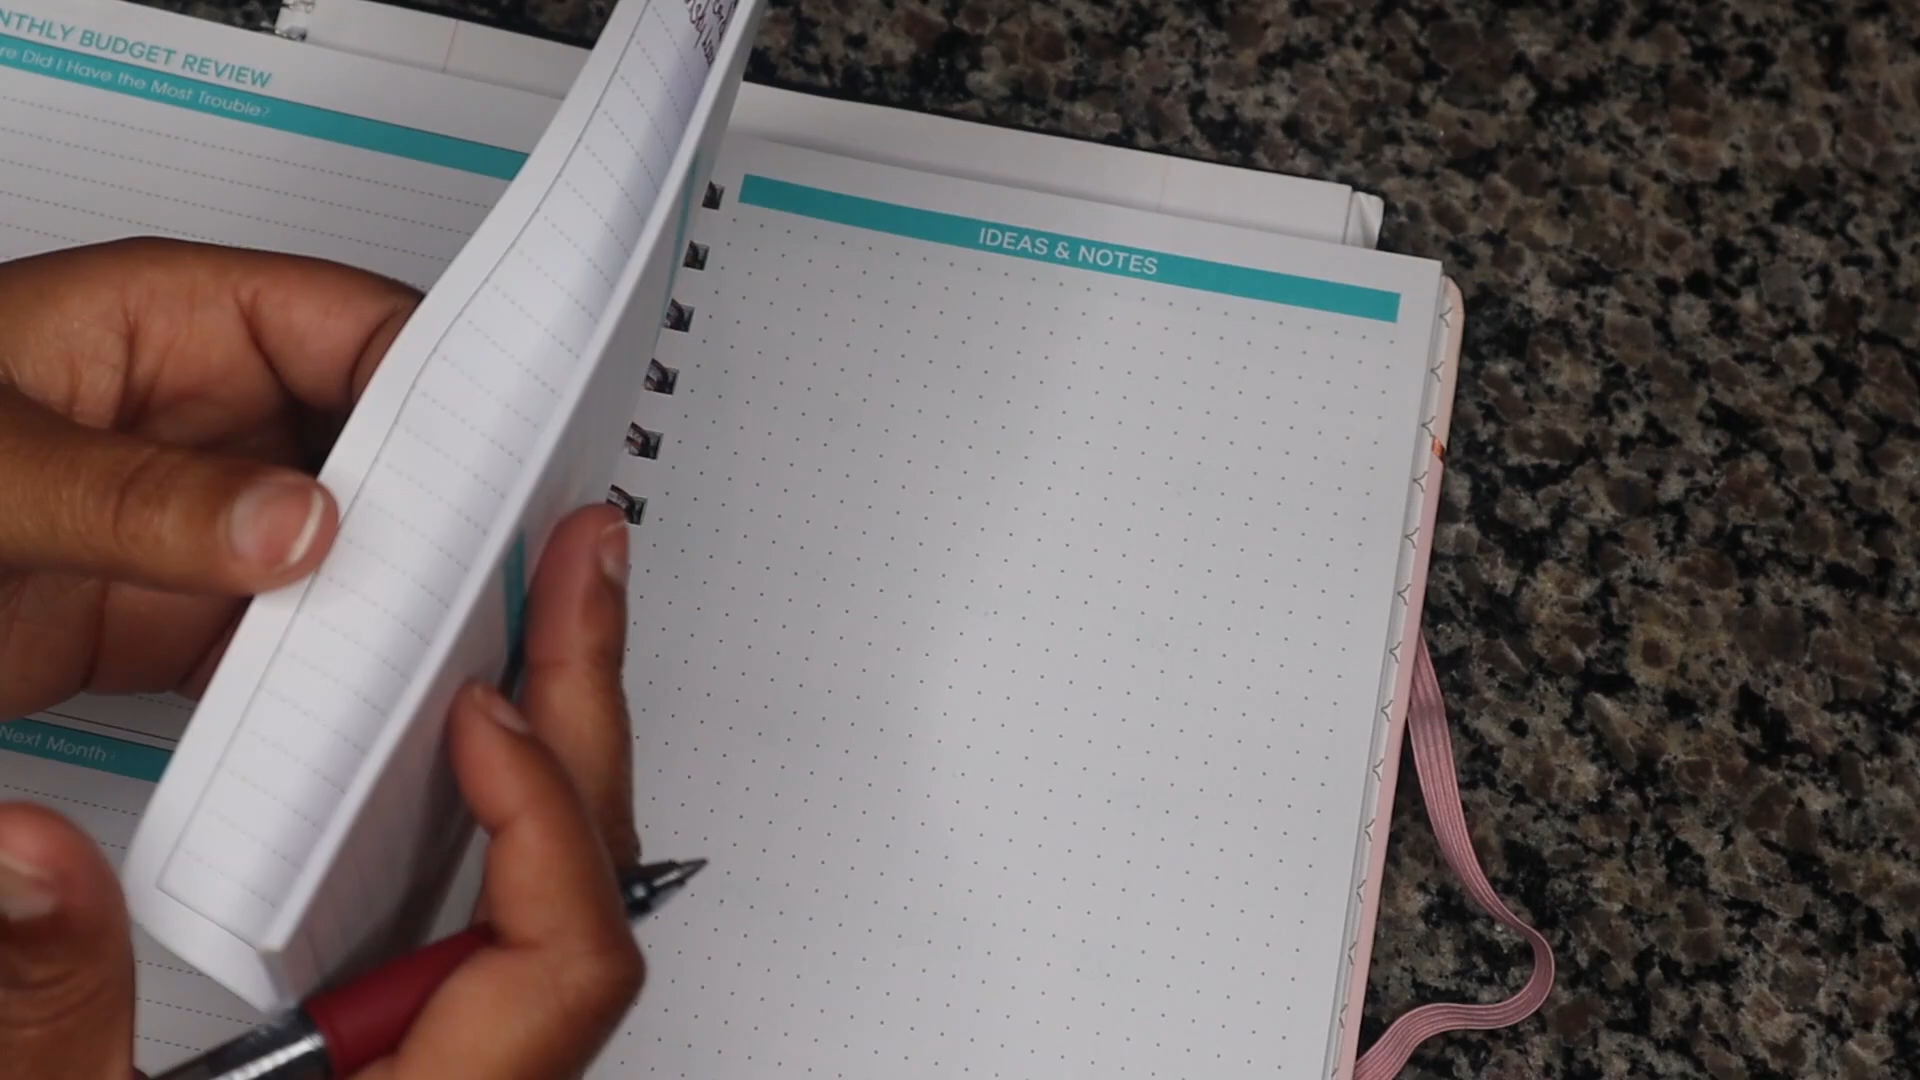 NTHLY BUDGET REVIEW
re Did I Have the Most Trouble?
IDEAS & NOTES
Next Month